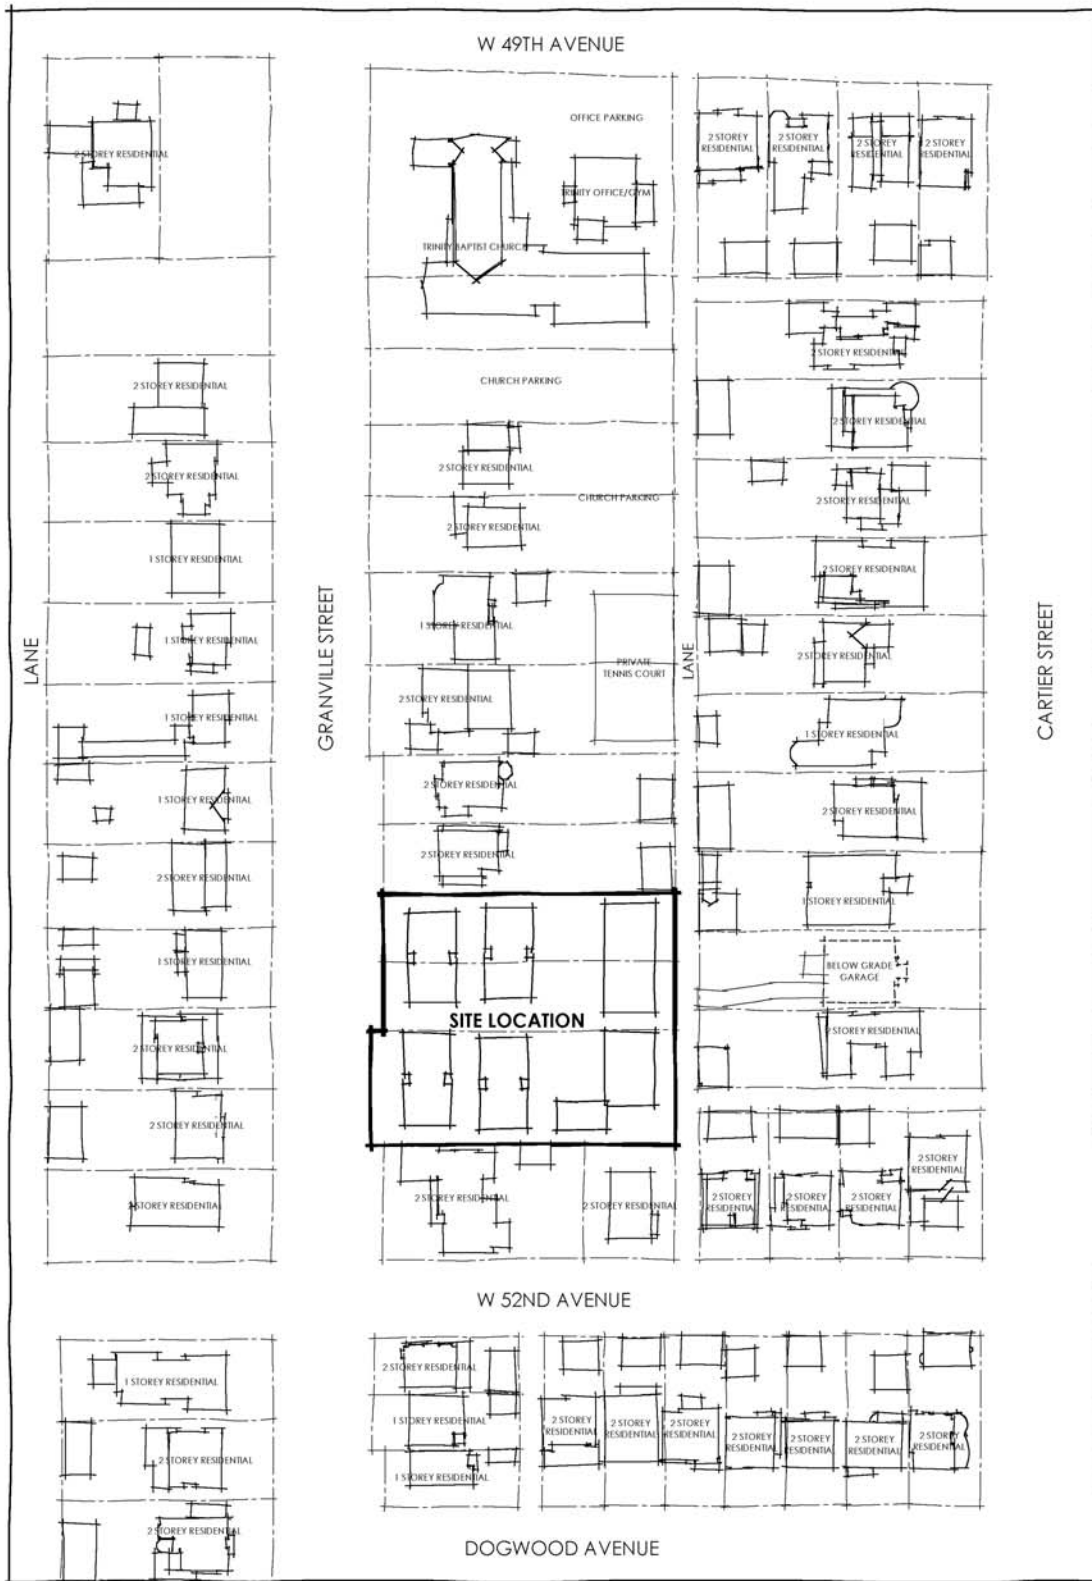 W 49TH AVENUE
OFFICE PARKING
2 STOREY RESIDENTIAL
TRINITY OFFICE/GYM
TRINITY BAPTIST CHURCH
2 STOREY
RESIDENTIAL
2 STOREY
RESIDENTIAL
2 STOREY
RESIDENTIAL
2 STOREY
RESIDENTIAL
CHURCH PARKING
CHURCH PARKING
LANE
2 STOREY RESIDENTIAL
2 STOREY RESIDENTIAL
1 STOREY RESIDENTIAL
1 STOREY RESIDENTIAL
1 STOREY RESIDENTIAL
1 STOREY RESIDENTIAL
2 STOREY RESIDENTIAL
1 STOREY RESIDENTIAL
2 STOREY RESIDENTIAL
2 STOREY RESIDENTIAL
2 STOREY RESIDENTIAL
GRANVILLE STREET
2 STOREY RESIDENTIAL
2 STOREY RESIDENTIAL
1 STOREY RESIDENTIAL
2 STOREY RESIDENTIAL
2 STOREY RESIDENTIAL
2 STOREY RESIDENTIAL
PRIVATE
TENNIS COURT
SITE LOCATION
2 STOREY RESIDENTIAL
2 STOREY RESIDENTIAL
LANE
2 STOREY RESIDENTIAL
2 STOREY RESIDENTIAL
2 STOREY RESIDENTIAL
2 STOREY RESIDENTIAL
2 STOREY RESIDENTIAL
1 STOREY RESIDENTIAL
2 STOREY RESIDENTIAL
1 STOREY RESIDENTIAL
BELOW GRADE
GARAGE
2 STOREY RESIDENTIAL
2 STOREY
RESIDENTIAL
2 STOREY
RESIDENTIAL
2 STOREY
RESIDENTIAL
2 STOREY
RESIDENTIAL
CARTIER STREET
W 52ND AVENUE
1 STOREY RESIDENTIAL
2 STOREY RESIDENTIAL
2 STOREY RESIDENTIAL
2 STOREY RESIDENTIAL
1 STOREY RESIDENTIAL
1 STOREY RESIDENTIAL
2 STOREY
RESIDENTIAL
2 STOREY
RESIDENTIAL
2 STOREY
RESIDENTIAL
2 STOREY
RESIDENTIAL
2 STOREY
RESIDENTIAL
2 STOREY
RESIDENTIAL
2 STOREY
RESIDENTIAL
DOGWOOD AVENUE